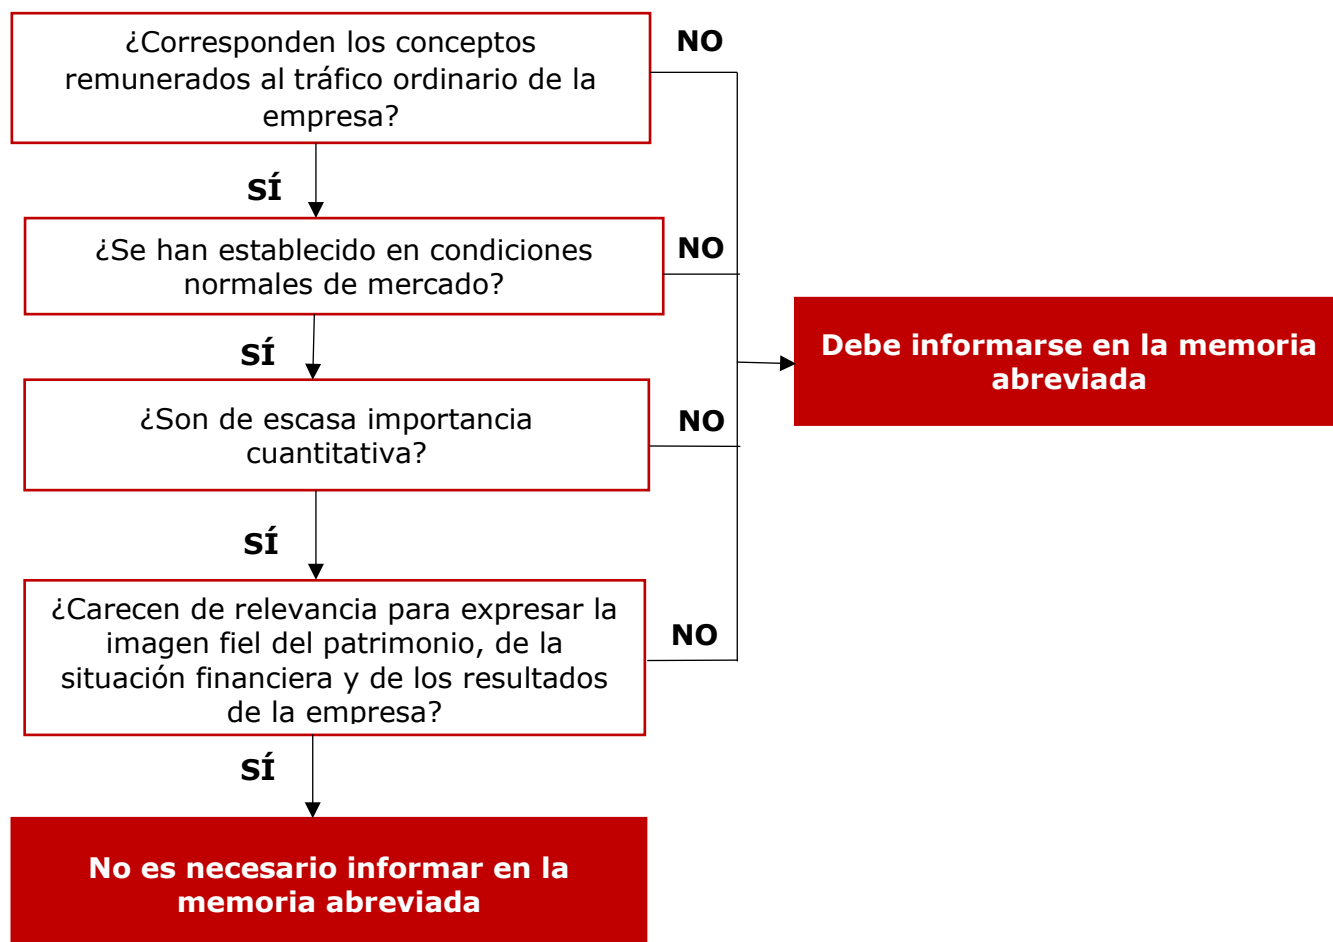 ¿Corresponden los conceptos
remunerados al tráfico ordinario de la
empresa?
NO
SÍ
¿Se han establecido en condiciones
normales de mercado?
NO
SÍ
Debe informarse en la memoria
abreviada
¿Son de escasa importancia
cuantitativa?
NO
SÍ
¿Carecen de relevancia para expresar la
imagen fiel del patrimonio, de la
situación financiera y de los resultados
de la empresa?
NO
SÍ
No es necesario informar en la
memoria abreviada